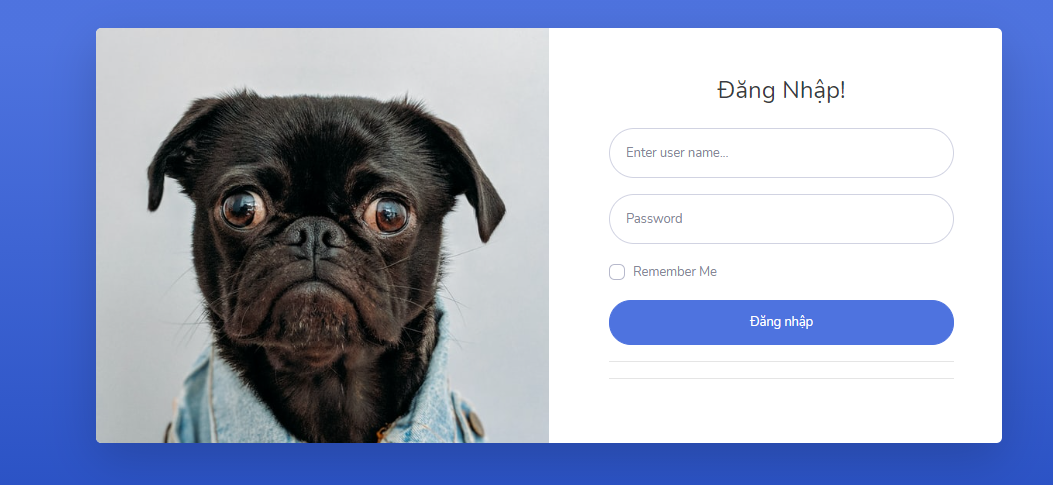 Đăng Nhập!
Enter user name...
Password
Remember Me
Đăng nhập